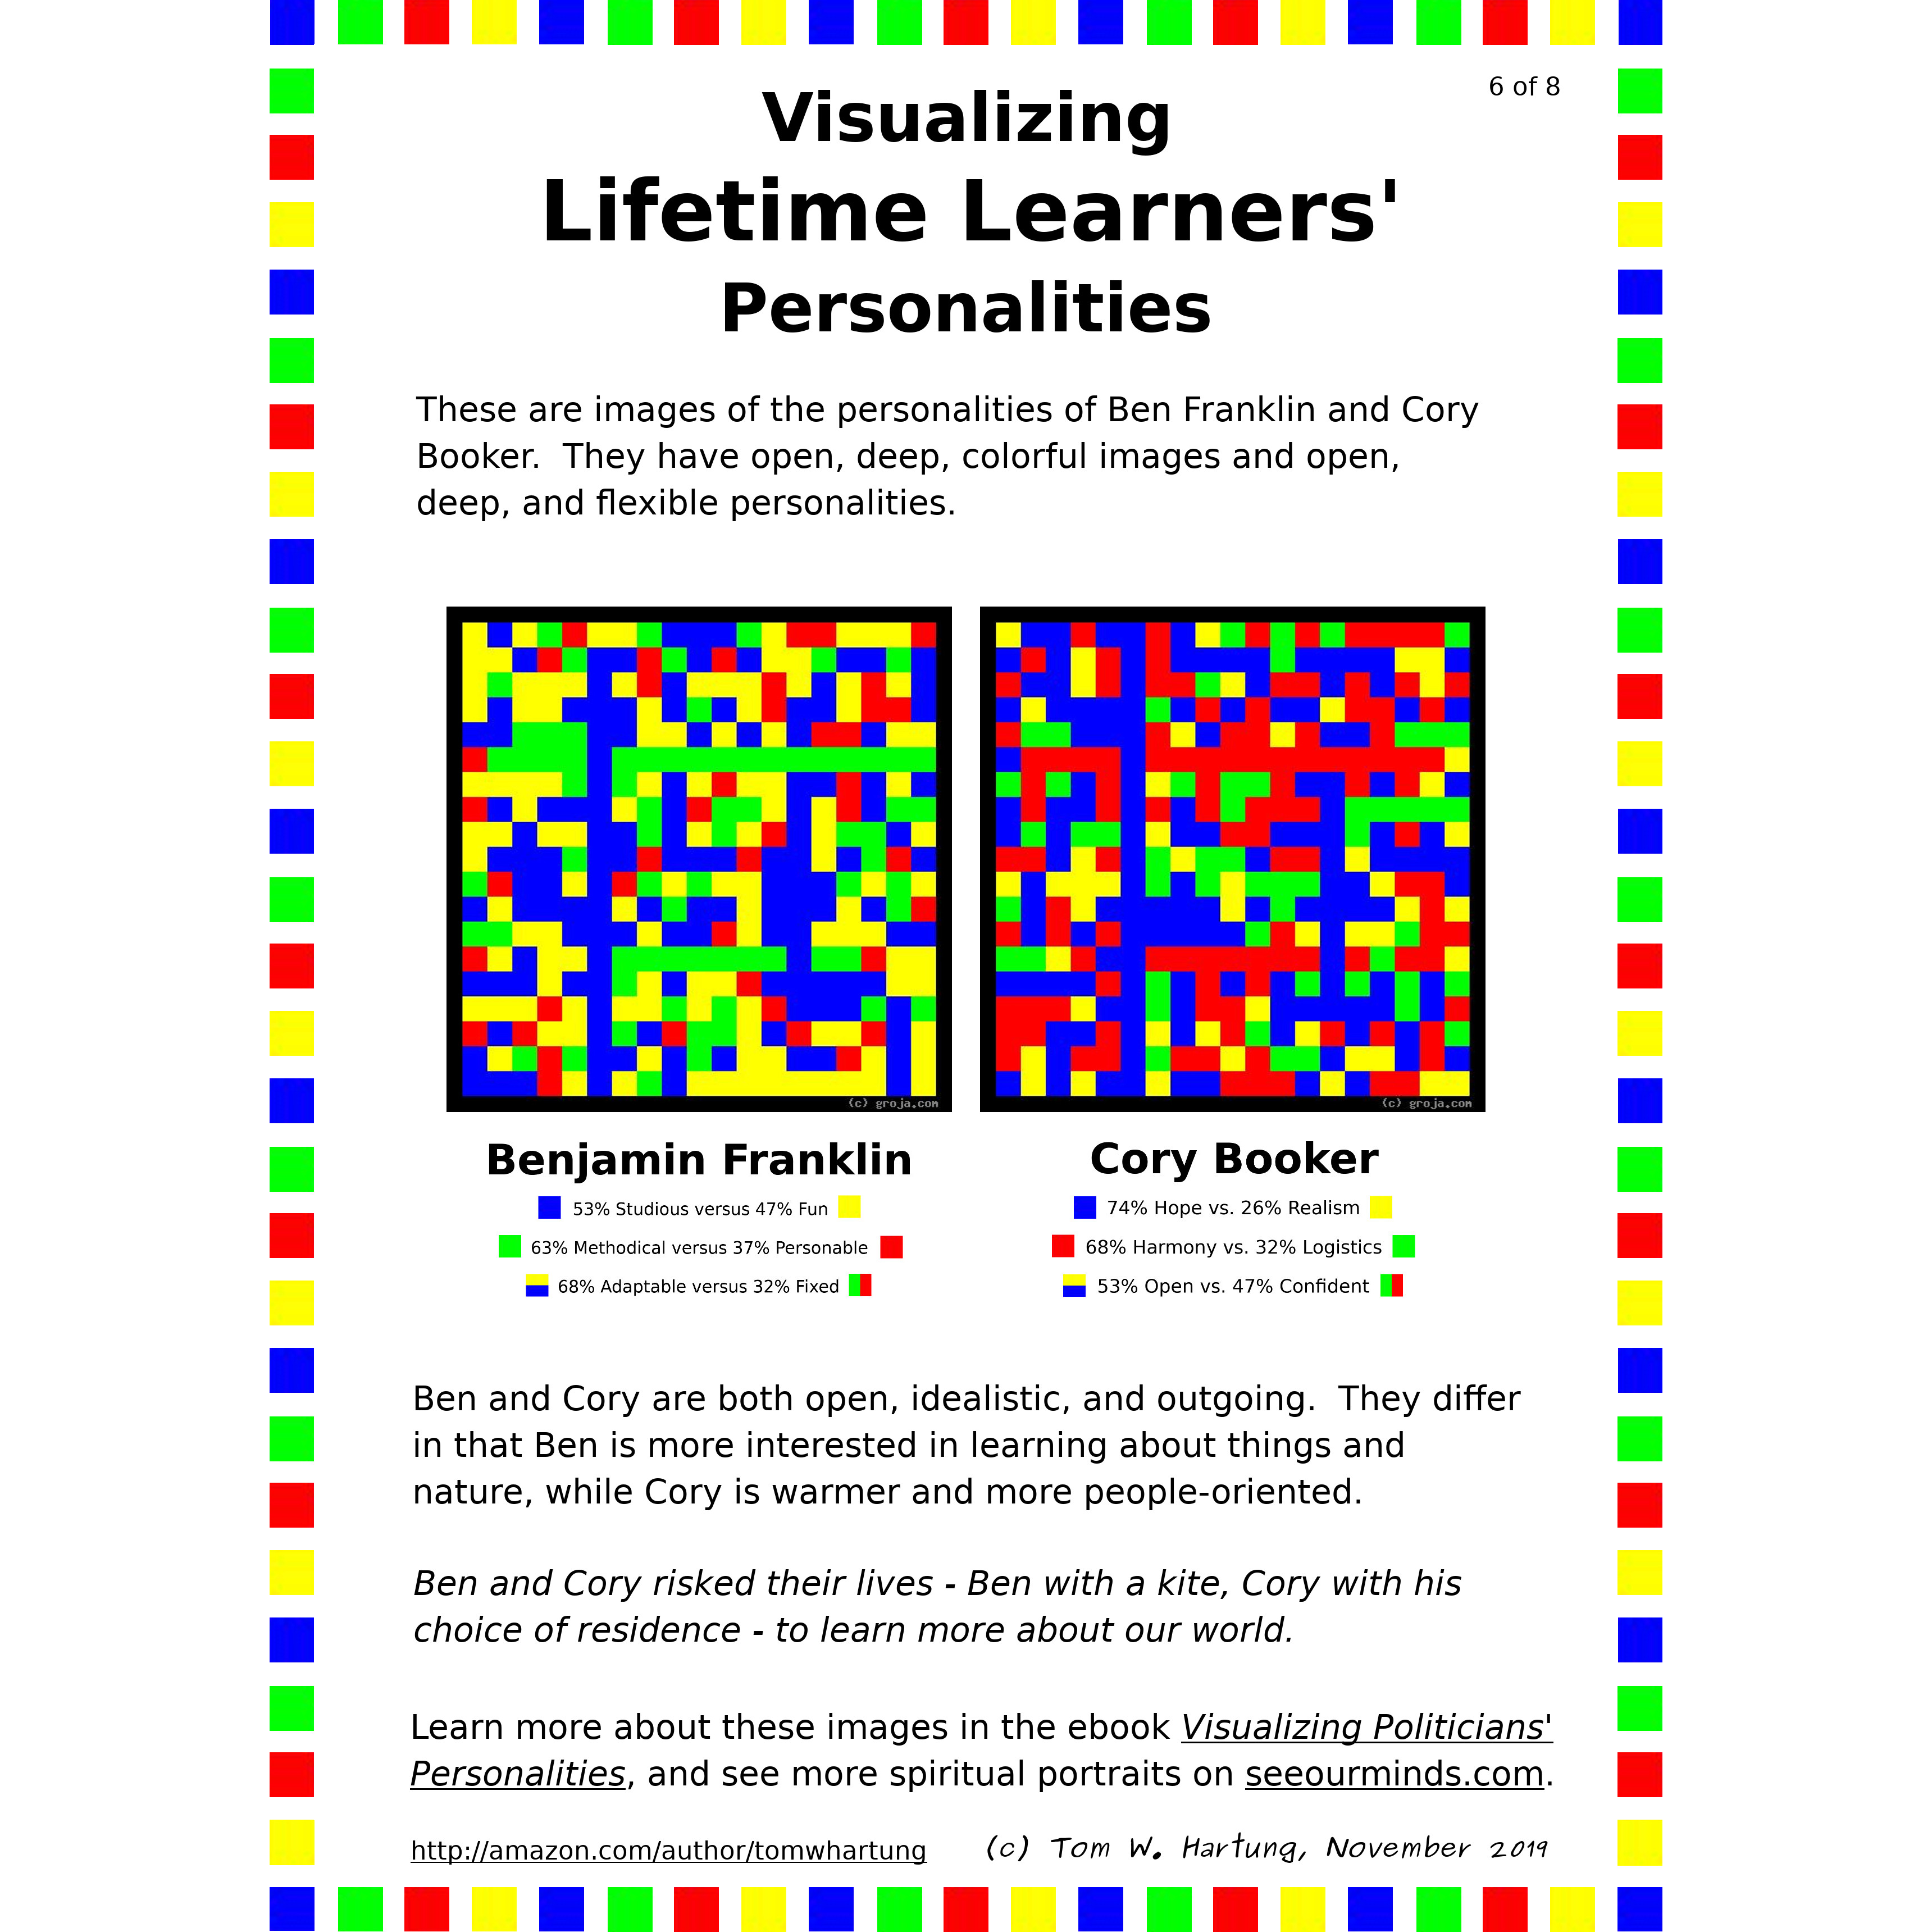 6 of 8
Visualizing
Lifetime Learners'
Personalities
These are images of the personalities of Ben Franklin and Cory
Booker.  They have open, deep, colorful images and open,
deep, and flexible personalities.
(c) groja.com
(c) groja.com
Benjamin Franklin
53% Studious versus 47% Fun
63% Methodical versus 37% Personable
68% Adaptable versus 32% Fixed
Cory Booker
74% Hope vs. 26% Realism
68% Harmony vs. 32% Logistics
53% Open vs. 47% Confident
Ben and Cory are both open, idealistic, and outgoing.  They differ
in that Ben is more interested in learning about things and
nature, while Cory is warmer and more people-oriented.
Ben and Cory risked their lives - Ben with a kite, Cory with his
choice of residence - to learn more about our world.
Learn more about these images in the ebook Visualizing Politicians'
Personalities, and see more spiritual portraits on seeourminds.com.
http://amazon.com/author/tomwhartung
(c) Tom W. Hartung, November 2019